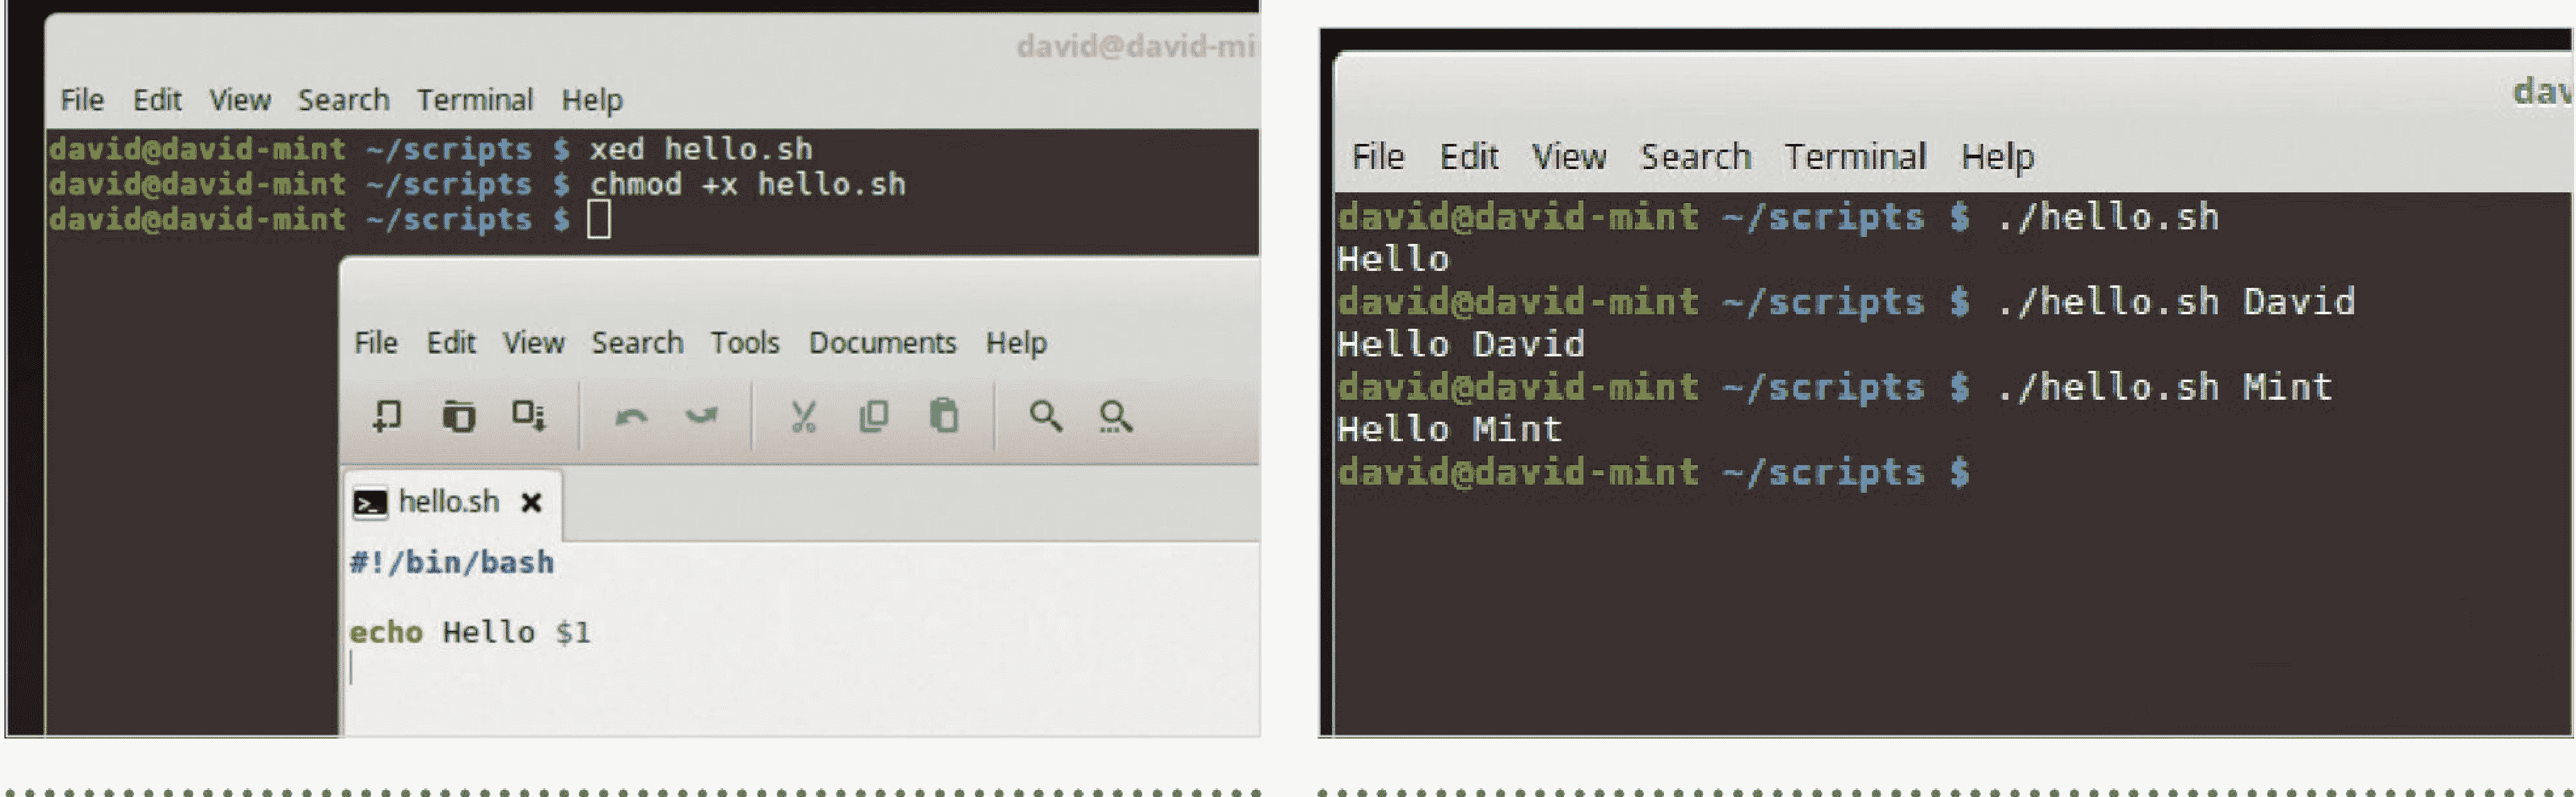 david@david-mi
File Edit View Search Terminal Help
david@david-mint ~/scripts $ xed hello.sh
david@david-mint ~/scripts $ chmod +x hello.sh
david@david-mint ~/scripts $
File Edit View Search Tools Documents Help
hello.sh
#!/bin/bash
echo Hello $1
dav
File Edit View Search Terminal Help
david@david-mint ~/scripts $ ./hello.sh
Hello
david@david-mint ~/scripts $ ./hello.sh David
Hello David
david@david-mint ~/scripts $ ./hello.sh Mint
Hello Mint
david@david-mint ~/scripts $